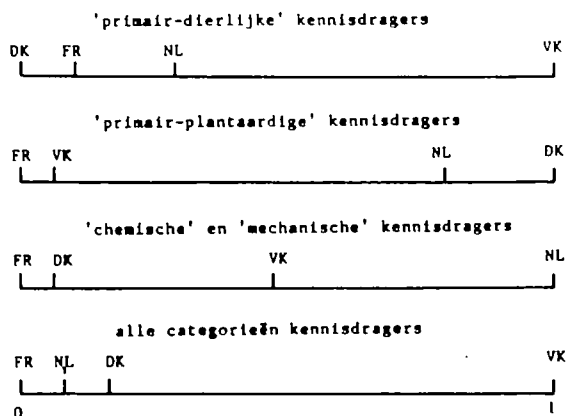 'primair-dierlijke' kennisdragers
DK FR NL VK
'primair-plantaardige' kennisdragers
FR VK NL DK
'chemische' en 'mechanische' kennisdragers
FR DK VK NL
alle categorieën kennisdragers
FR NL DK VK
0 1